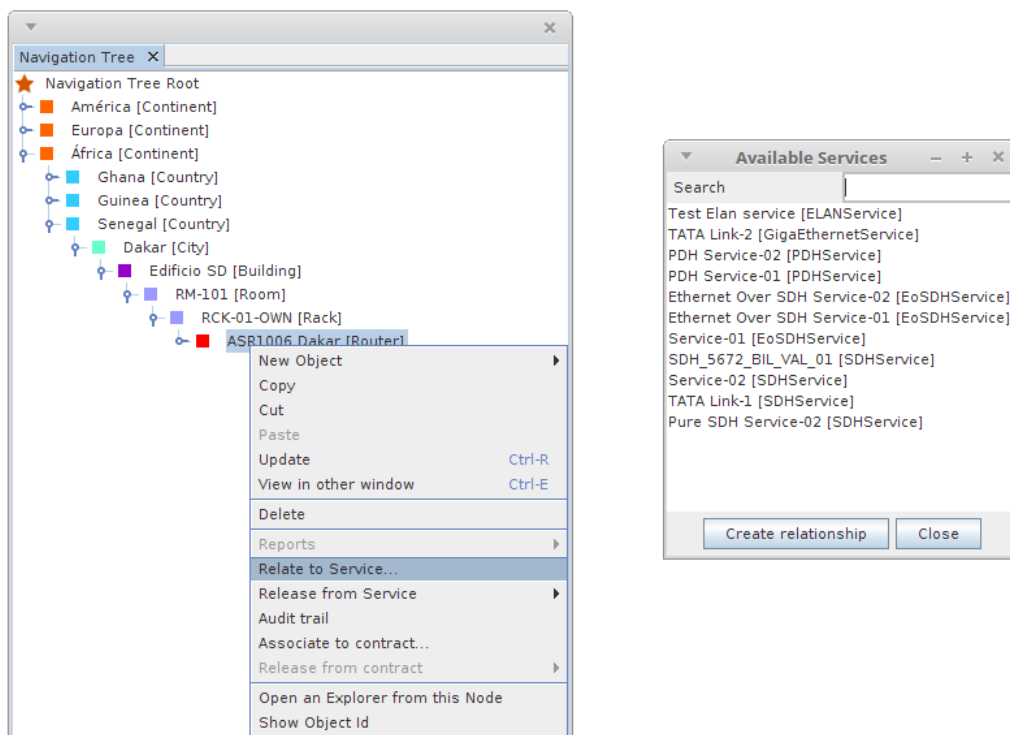 Navigation Tree X
Navigation Tree Root
América [Continent]
Europa [Continent]
África [Continent]
Ghana [Country]
Guinea [Country]
Senegal [Country]
Dakar [City]
Edificio SD [Building]
RM-101 [Room]
RCK-01-OWN [Rack]
ASR1006 Dakar [Router]
New Object
Copy
Cut
Paste
Update Ctrl-R
View in other window Ctrl-E
Delete
Reports
Relate to Service...
Release from Service
Audit trail
Associate to contract...
Release from contract
Open an Explorer from this Node
Show Object Id
Available Services
Search
Test Elan service [ELANService]
TATA Link-2 [GigaEthernetService]
PDH Service-02 [PDHService]
PDH Service-01 [PDHService]
Ethernet Over SDH Service-02 [EoSDHService]
Ethernet Over SDH Service-01 [EoSDHService]
Service-01 [EoSDHService]
SDH_5672_BIL_VAL_01 [SDHService]
Service-02 [SDHService]
TATA Link-1 [SDHService]
Pure SDH Service-02 [SDHService]
Create relationship Close